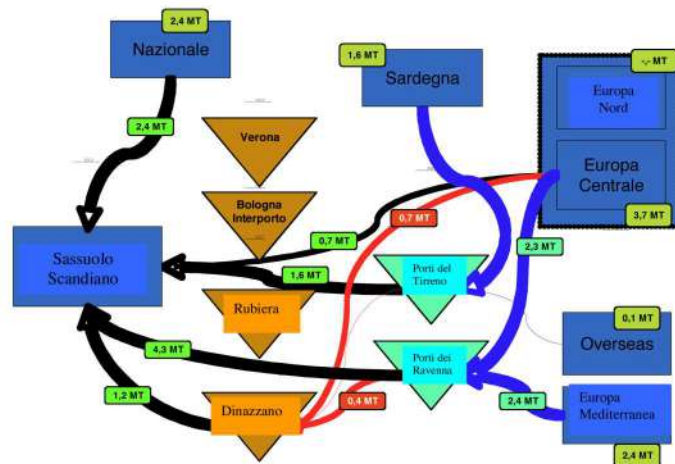 2,4 MT
Nazionale
2,4 MT
1,6 MT
Sardegna
-,- MT
Europa
Nord
Europa
Centrale
3,7 MT
Verona
Bologna
Interporto
0,7 MT
0,7 MT
2,3 MT
Sassuolo
Scandiano
1,6 MT
Porti del
Tirreno
Rubiera
0,1 MT
Overseas
4,3 MT
Porti dei
Ravenna
1,2 MT
Dinazzano
0,4 MT
2,4 MT
Europa
Mediterranea
2,4 MT